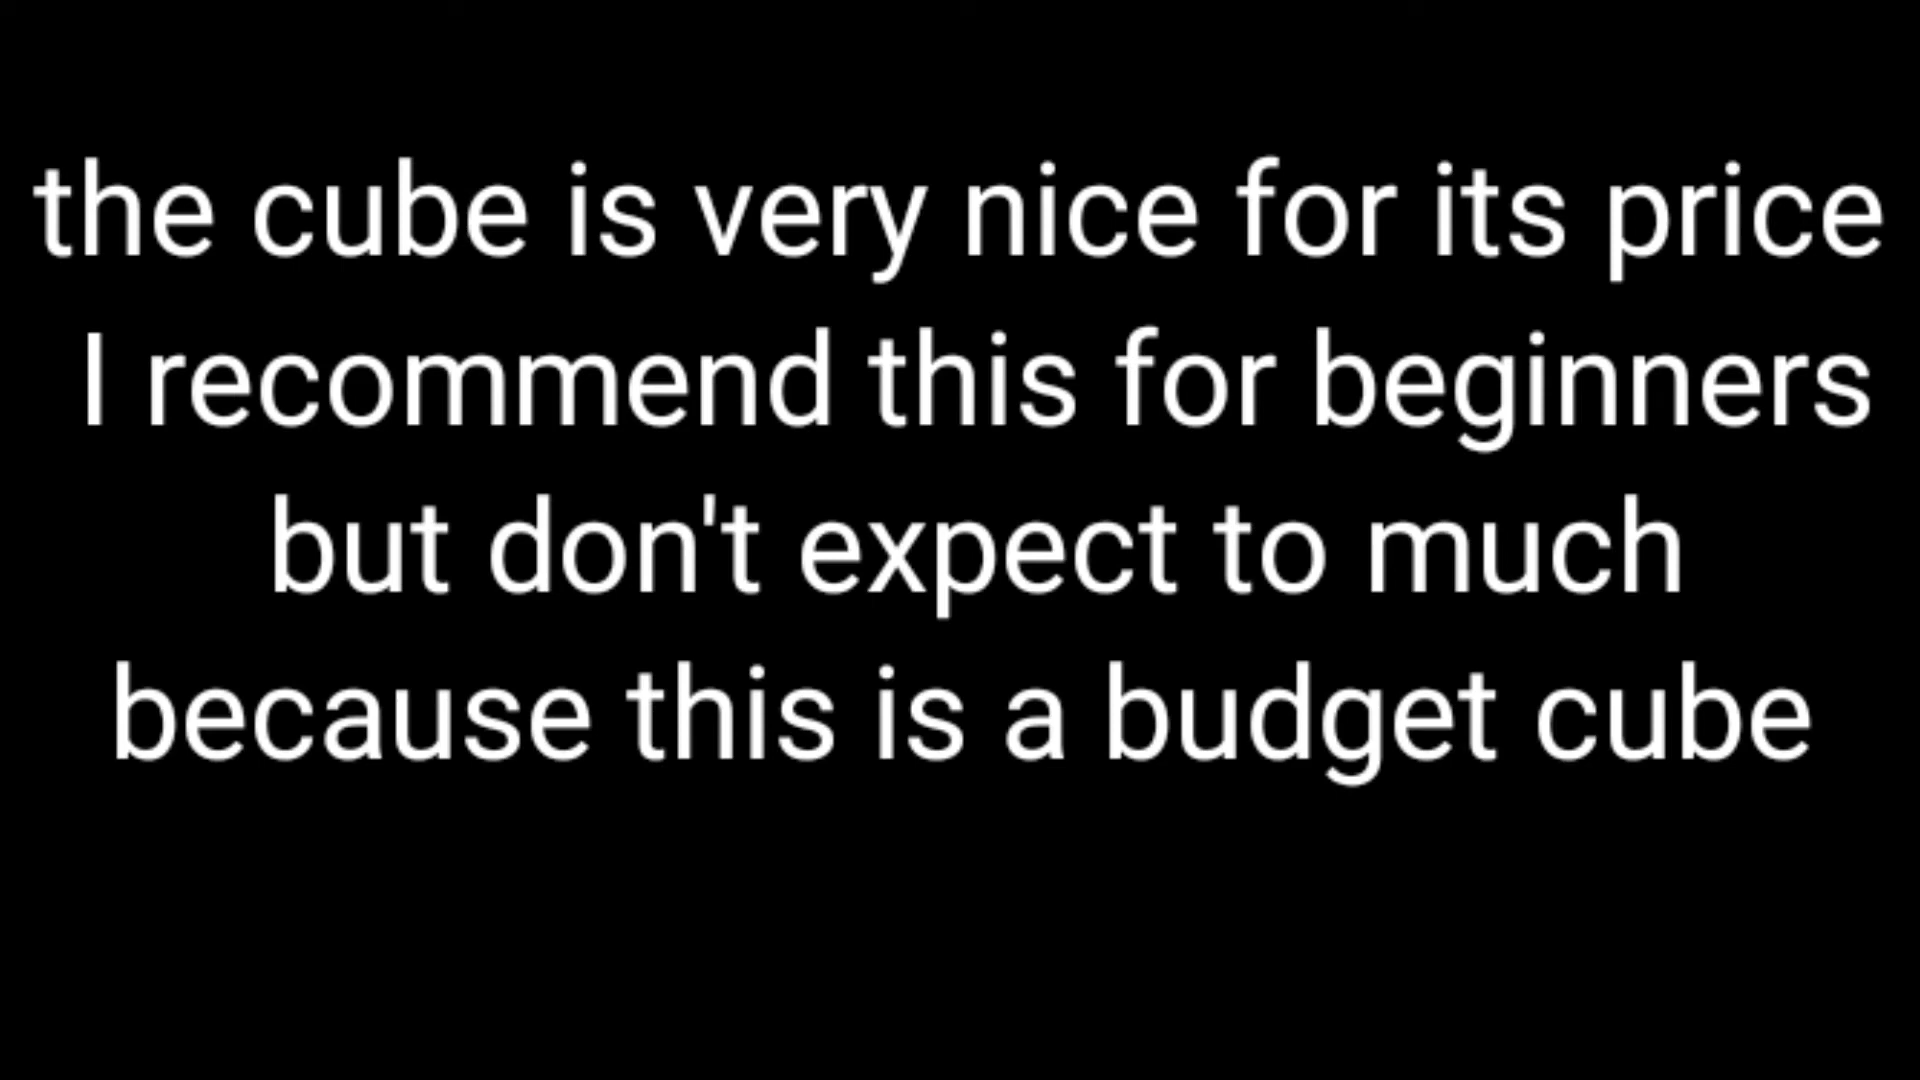 the cube is very nice for its price
I recommend this for beginners
but don't expect to much
because this is a budget cube